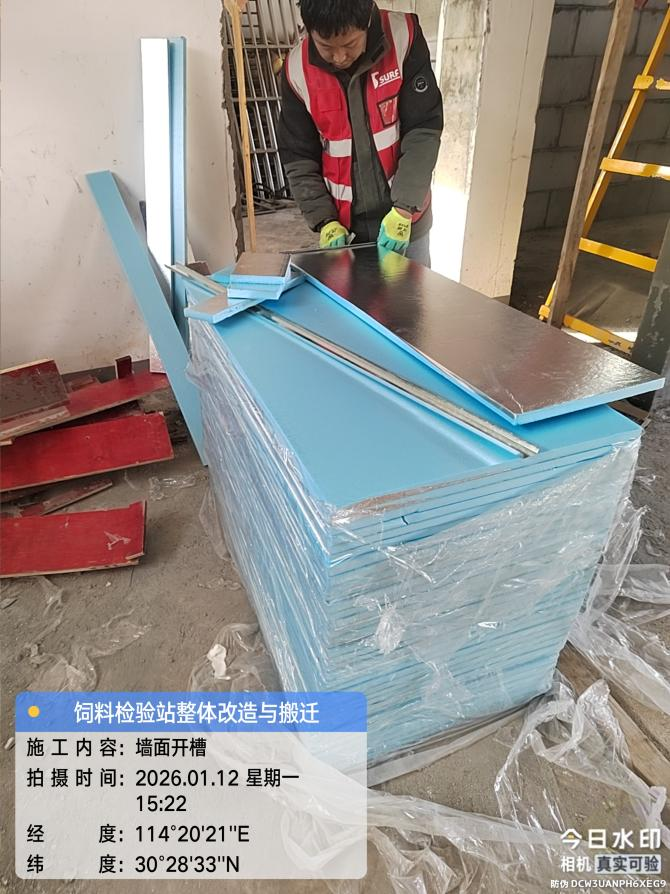 SURF
饲料检验站整体改造与搬迁
施工内容：墙面开槽
拍摄时间：2026.01.12 星期一
15:22
经度：114°20'21"E
纬度：30°28'33"N
今日水印
相机 真实可验
防伪 DCW3UANPH6XEG9